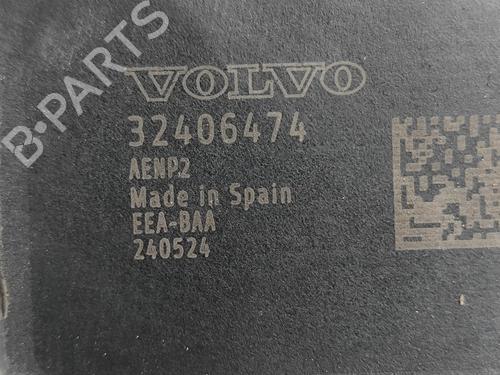 B-PARTS
VOLVO
32406474
AENP2
Made in Spain
EEA-BAA
240524